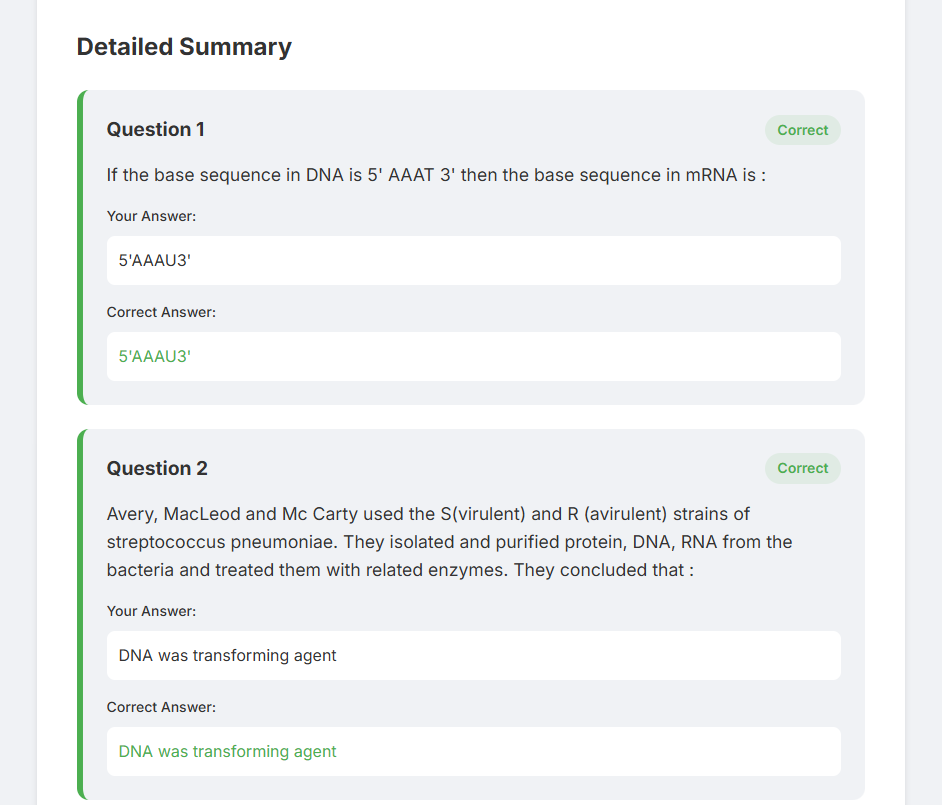 Detailed Summary
Question 1
Correct
If the base sequence in DNA is 5' AAAT 3' then the base sequence in mRNA is :
Your Answer:
5'AAAU3'
Correct Answer:
5'AAAU3'
Question 2
Correct
Avery, MacLeod and Mc Carty used the S(virulent) and R (avirulent) strains of
streptococcus pneumoniae. They isolated and purified protein, DNA, RNA from the
bacteria and treated them with related enzymes. They concluded that :
Your Answer:
DNA was transforming agent
Correct Answer:
DNA was transforming agent